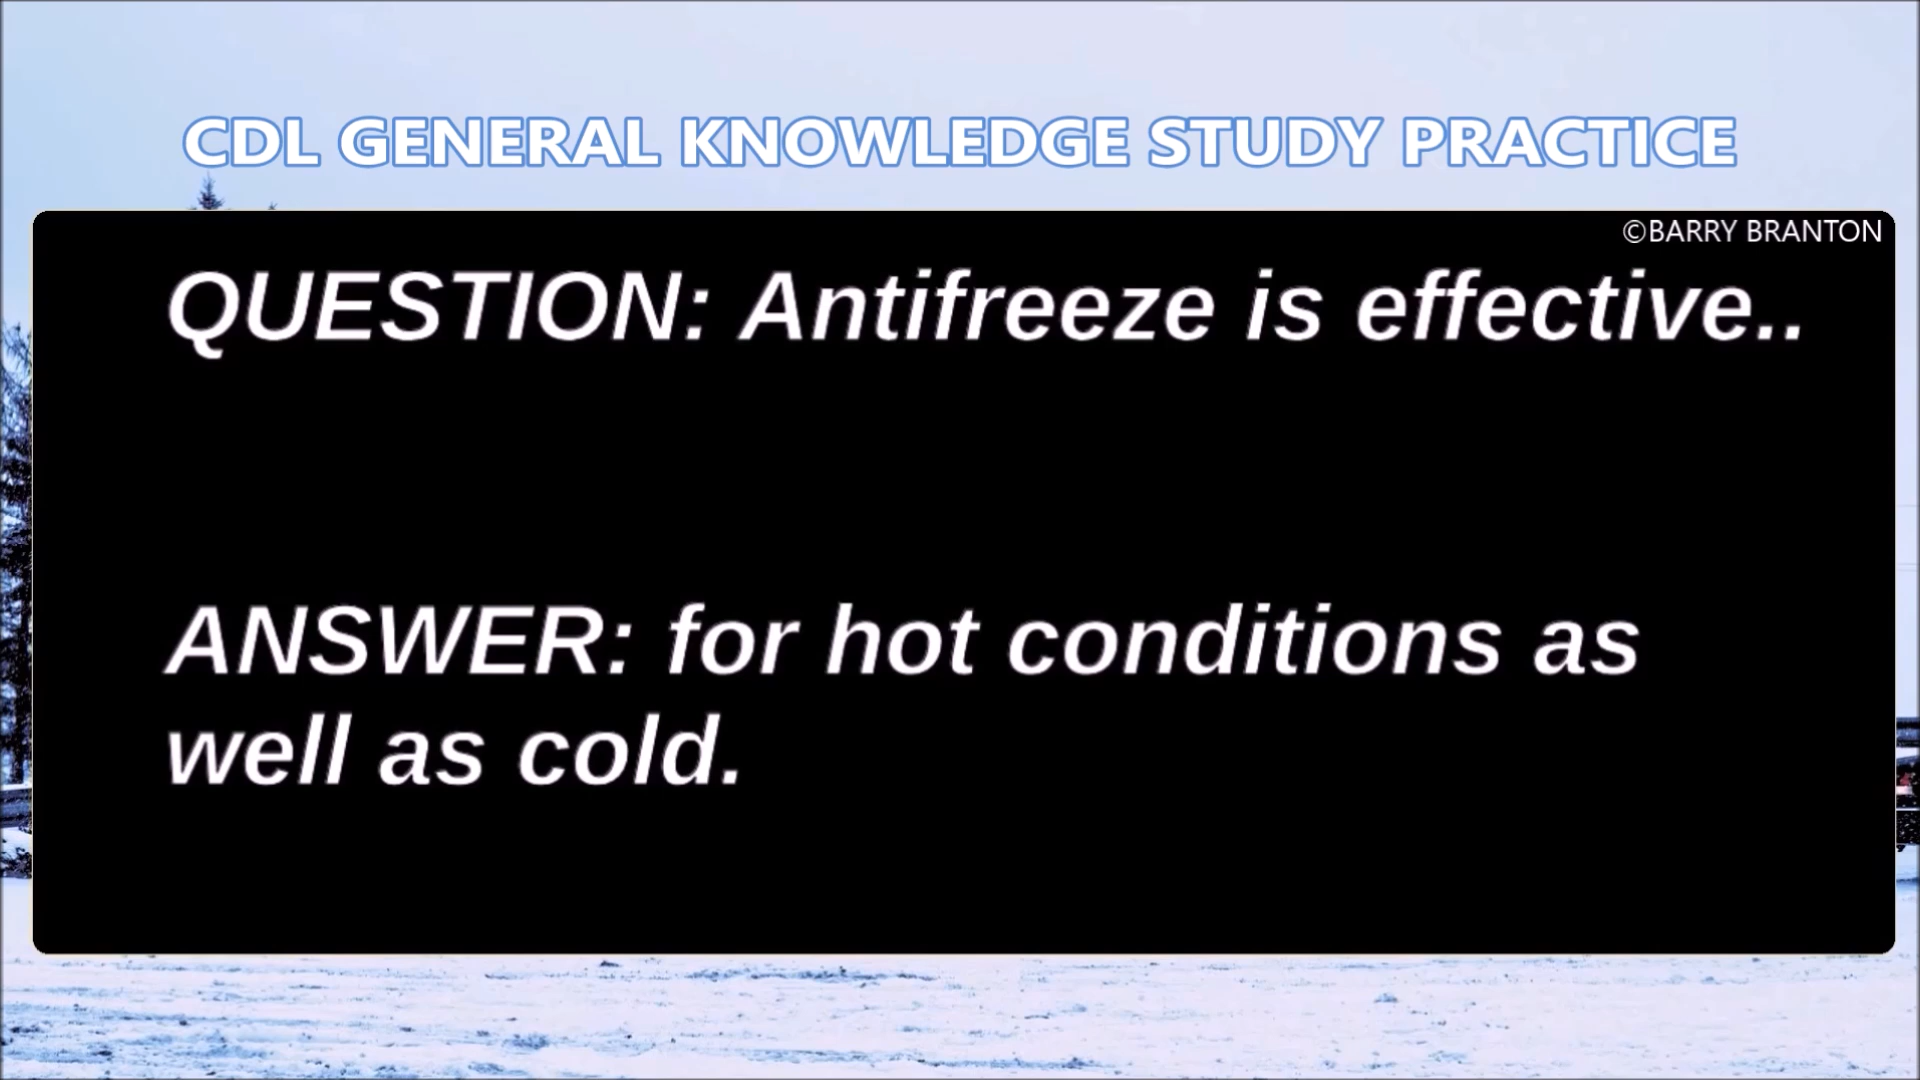 CDL GENERAL KNOWLEDGE STUDY PRACTICE
©BARRY BRANTON
QUESTION: Antifreeze is effective..
ANSWER: for hot conditions as
well as cold.